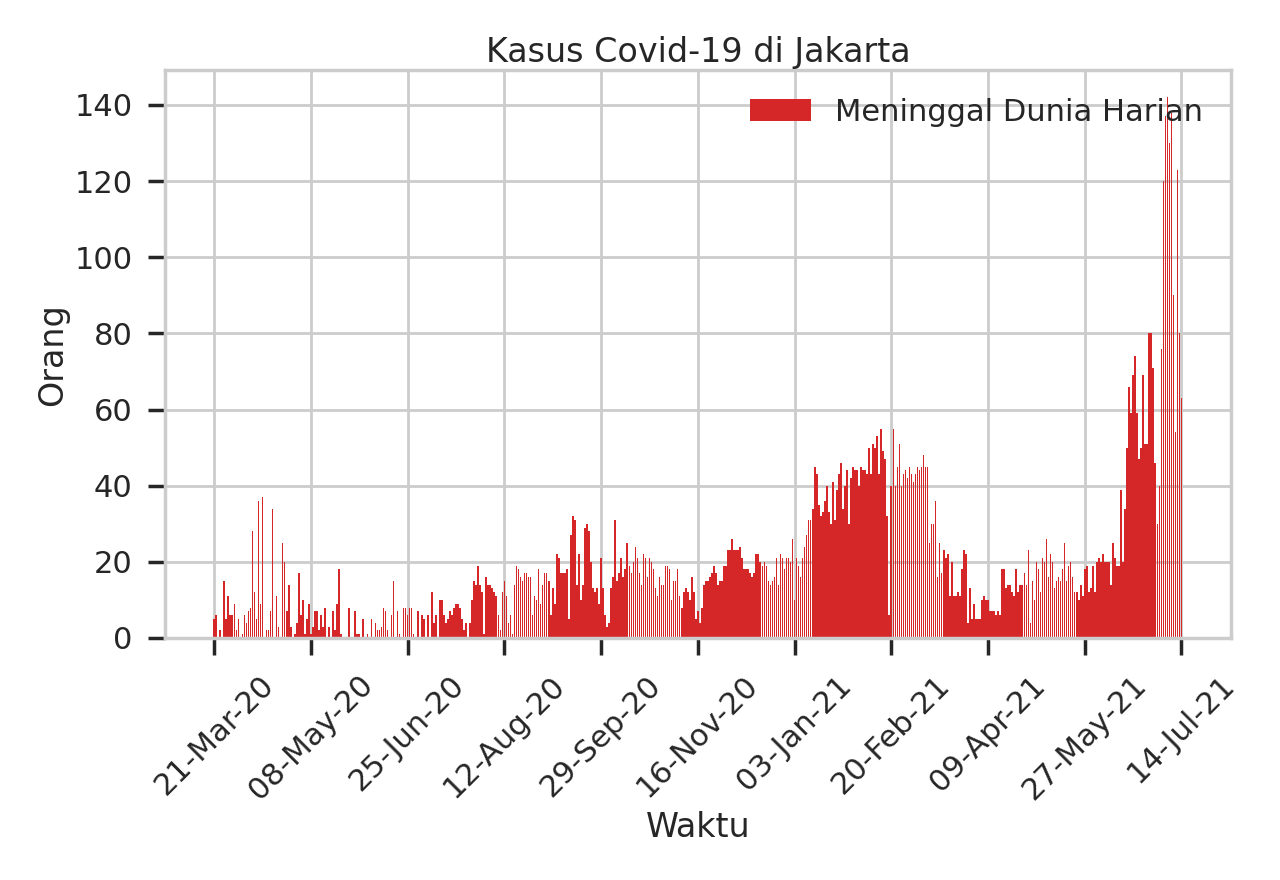 Kasus Covid-19 di Jakarta
Meninggal Dunia Harian
140
120
100
80
60
40
20
0
Orang
21-Mar-20
08-May-20
25-Jun-20
12-Aug-20
29-Sep-20
16-Nov-20
03-Jan-21
20-Feb-21
09-Apr-21
27-May-21
14-Jul-21
Waktu